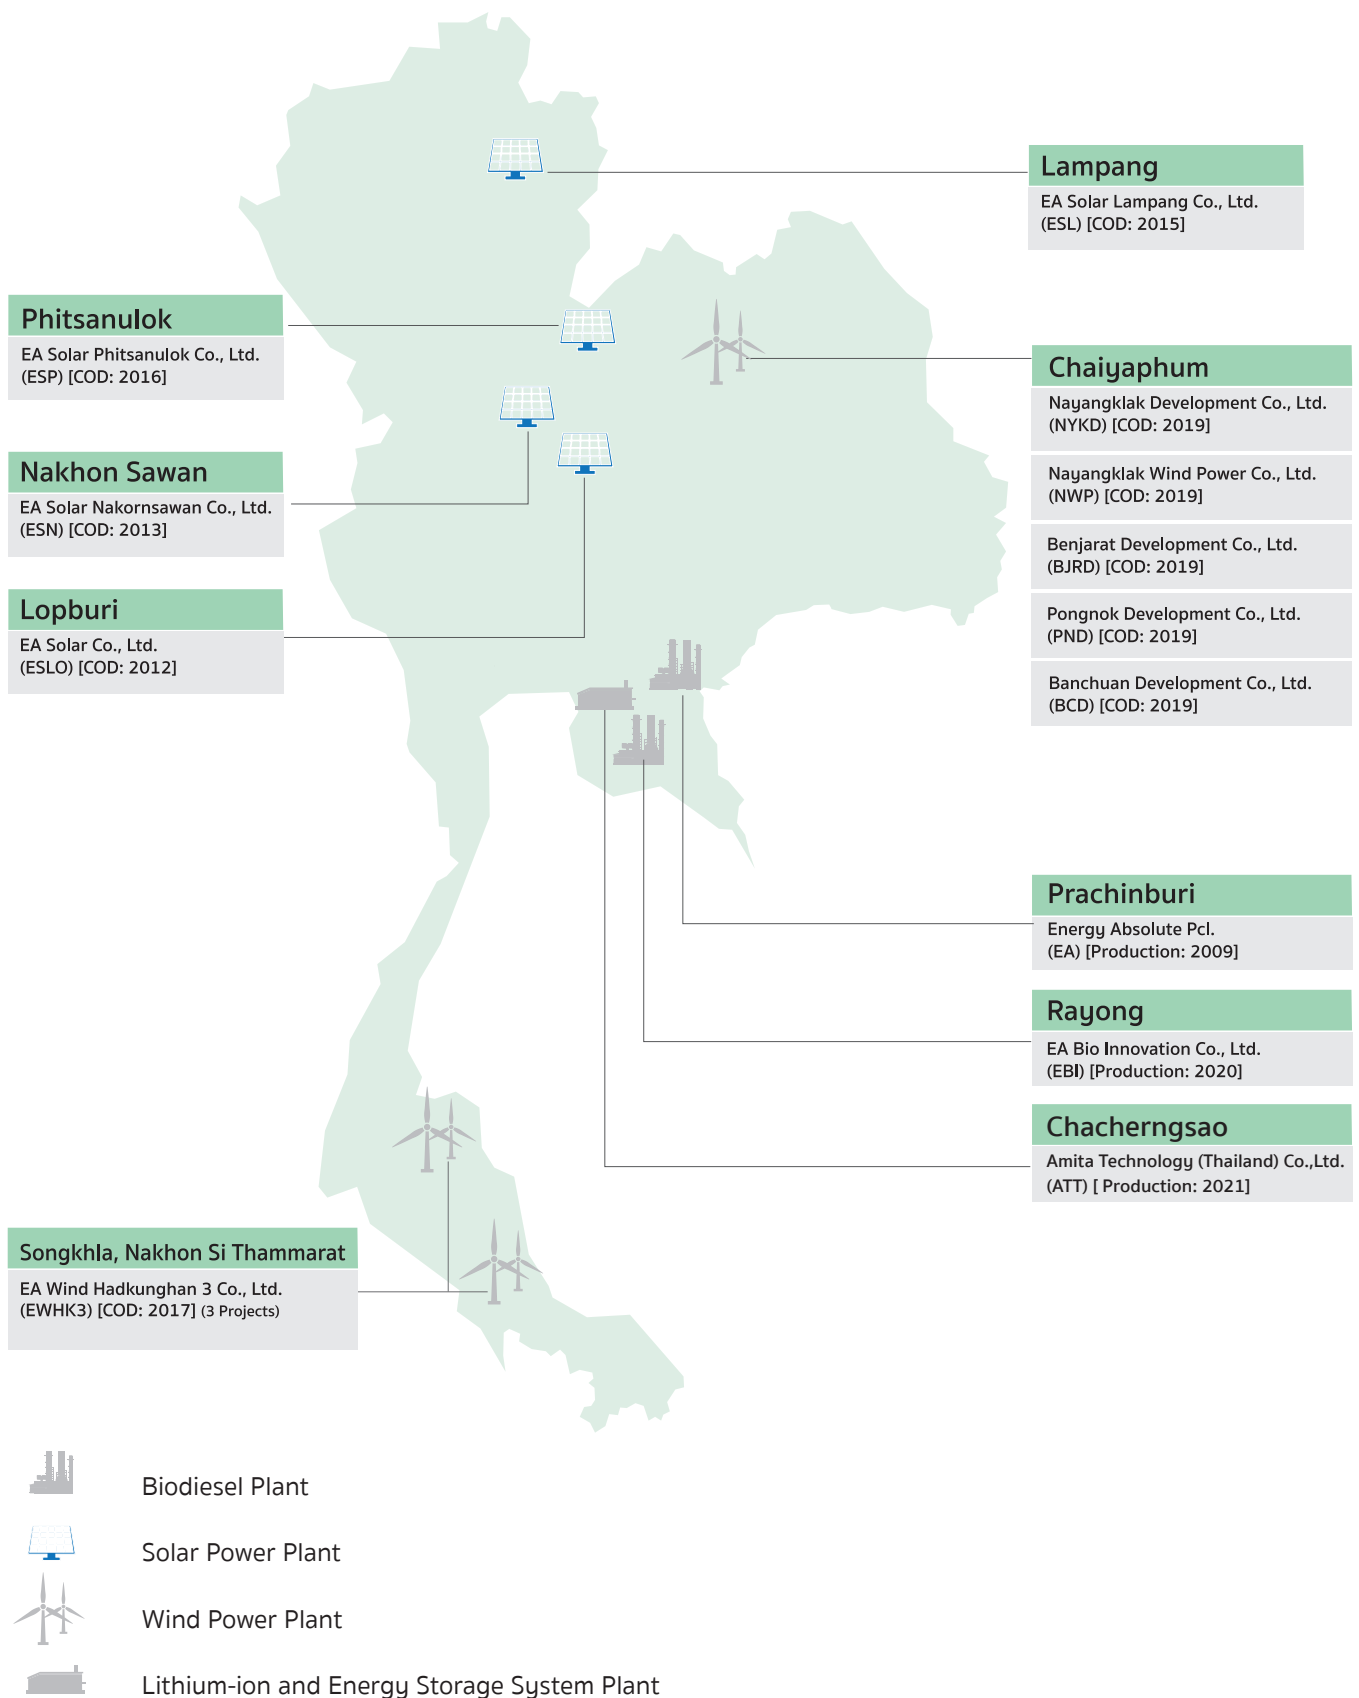 Lampang
EA Solar Lampang Co., Ltd.
(ESL) [COD: 2015]
Phitsanulok
EA Solar Phitsanulok Co., Ltd.
(ESP) [COD: 2016]
Nakhon Sawan
EA Solar Nakornsawan Co., Ltd.
(ESN) [COD: 2013]
Lopburi
EA Solar Co., Ltd.
(ESLO) [COD: 2012]
Chaiyaphum
Nayangklak Development Co., Ltd.
(NYKD) [COD: 2019]
Nayangklak Wind Power Co., Ltd.
(NWP) [COD: 2019]
Benjarat Development Co., Ltd.
(BJRD) [COD: 2019]
Pongnok Development Co., Ltd.
(PND) [COD: 2019]
Banchuan Development Co., Ltd.
(BCD) [COD: 2019]
Prachinburi
Energy Absolute Pcl.
(EA) [Production: 2009]
Rayong
EA Bio Innovation Co., Ltd.
(EBI) [Production: 2020]
Chacherngsao
Amita Technology (Thailand) Co.,Ltd.
(ATT) [ Production: 2021]
Songkhla, Nakhon Si Thammarat
EA Wind Hadkunghan 3 Co., Ltd.
(EWHK3) [COD: 2017] (3 Projects)
Biodiesel Plant
Solar Power Plant
Wind Power Plant
Lithium-ion and Energy Storage System Plant